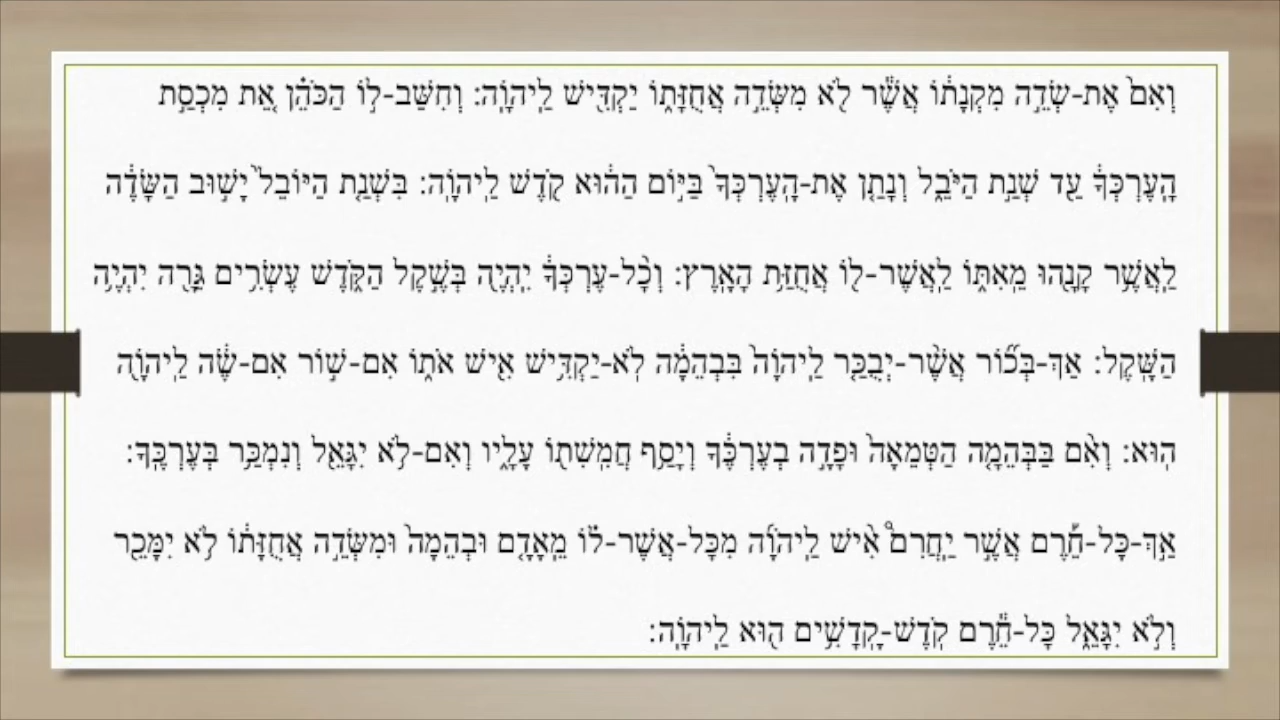 וְאִם֙ אֶת-שְׂדֵ֣ה מִקְנָת֔וֹ אֲשֶׁ֕ר לֹ֖א מִשְּׂדֵ֣ה אֲחֻזָּת֑וֹ יַקְדִּ֖ישׁ לַֽיהוָֹֽה: וְחִשַּׁב-ל֣וֹ הַכֹּהֵ֗ן אֵ֚ת מִכְסַ֣ת
הָֽעֶרְכְּךָ֔ עַ֖ד שְׁנַ֣ת הַיֹּבֵ֑ל וְנָתַ֤ן אֶת-הָֽעֶרְכְּךָ֙ בַּיּ֣וֹם הַה֔וּא קֹ֖דֶשׁ לַֽיהוָֹֽה: בִּשְׁנַ֤ת הַיּוֹבֵל֙ יָשׁ֣וּב הַשָּׂדֶ֔ה
לַֽאֲשֶׁ֥ר קָנָ֖הוּ מֵֽאִתּ֑וֹ לַֽאֲשֶׁר-ל֖וֹ אֲחֻזַּ֥ת הָאָֽרֶץ: וְכָ֨ל-עֶרְכְּךָ֔ יִֽהְיֶ֖ה בְּשֶׁ֣קֶל הַקֹּ֑דֶשׁ עֶשְׂרִ֥ים גֵּרָ֖ה יִֽהְיֶ֥ה
הַשָּֽׁקֶל: אַךְ-בְּכ֞וֹר אֲשֶׁ֨ר-יְבֻכַּ֤ר לַֽיהוָֹה֙ בִּבְהֵמָ֔ה לֹֽא-יַקְדִּ֥ישׁ אִ֖ישׁ אֹת֑וֹ אִם-שׁ֣וֹר אִם-שֶׂ֔ה לַֽיהוָֹ֖ה
הֽוּא: וְאִ֨ם בַּבְּהֵמָ֤ה הַטְּמֵאָה֙ וּפָדָ֣ה בְעֶרְכֶּ֔ךָ וְיָסַ֥ף חֲמִֽשִׁת֖וֹ עָלָ֑יו וְאִם-לֹ֥א יִגָּאֵ֖ל וְנִמְכַּ֥ר בְּעֶרְכֶּֽךָ:
אַ֣ךְ-כָּל-חֵ֡רֶם אֲשֶׁ֣ר יַֽחֲרִם֩ אִ֨ישׁ לַֽיהוָֹ֜ה מִכָּל-אֲשֶׁר-ל֗וֹ מֵֽאָדָ֤ם וּבְהֵמָה֙ וּמִשְּׂדֵ֣ה אֲחֻזָּת֔וֹ לֹ֥א יִמָּכֵ֖ר
וְלֹ֣א יִגָּאֵ֑ל כָּל-חֵ֕רֶם קֹֽדֶשׁ-קָֽדָשִׁ֥ים ה֖וּא לַֽיהוָֹֽה: